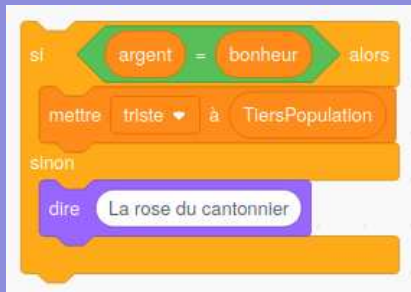 si argent = bonheur alors
mettre triste à TiersPopulation
sinon
dire La rose du cantonnier